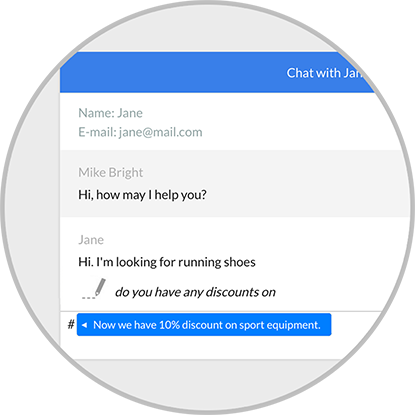 Chat with Jan
Name: Jane
E-mail: jane@mail.com
Mike Bright
Hi, how may I help you?
Jane
Hi. I'm looking for running shoes
do you have any discounts on
# Now we have 10% discount on sport equipment.